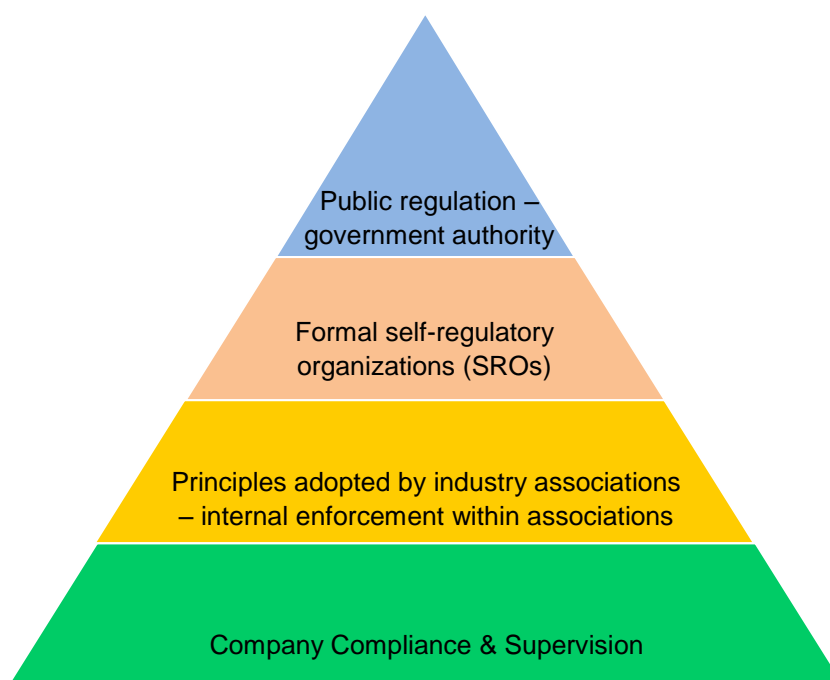 Public regulation –
government authority
Formal self-regulatory
organizations (SROs)
Principles adopted by industry associations
– internal enforcement within associations
Company Compliance & Supervision